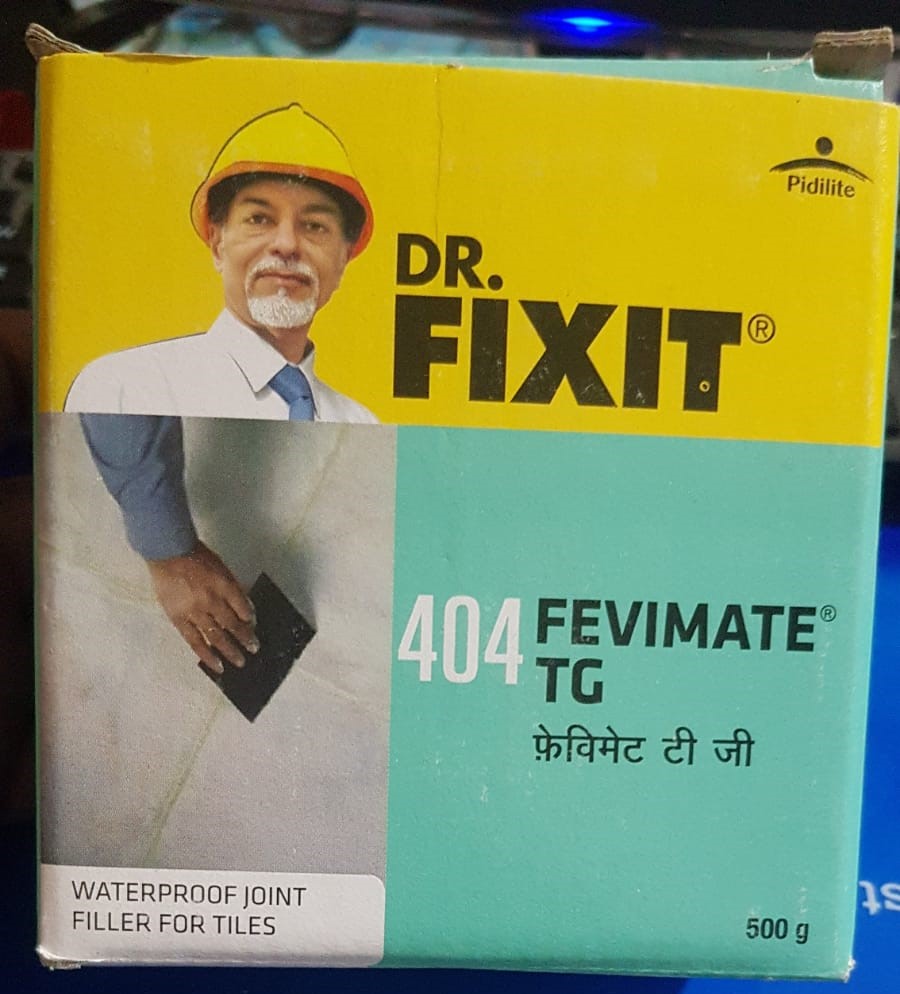 Pidilite
DR.
FIXIT®
404 FEVIMATE®
TG
फ़ेविमेट टी जी
WATERPROOF JOINT
FILLER FOR TILES
500 g